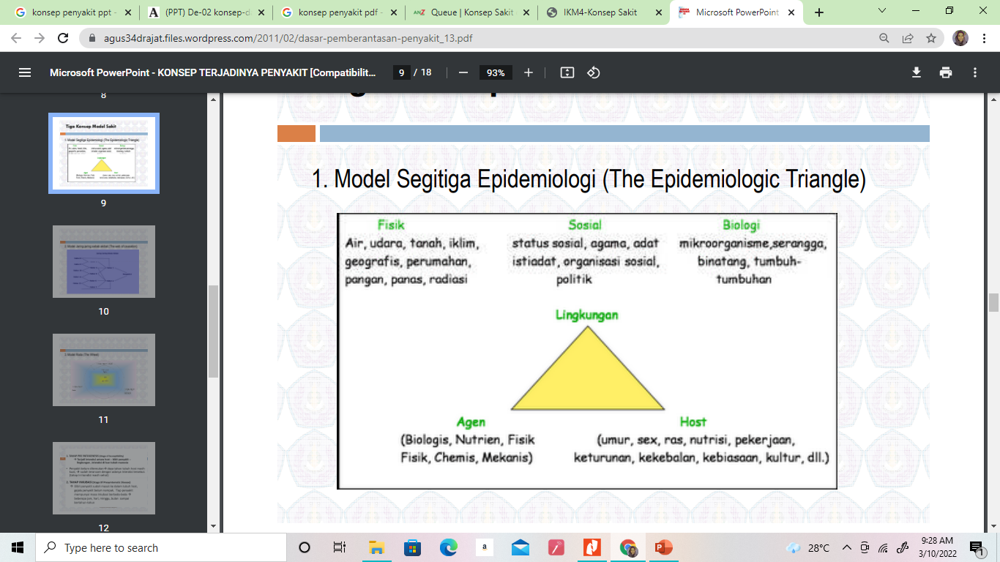 konsep penyakit ppt -
(PPT) De-02 konsep-d
konsep penyakit pdf -
Queue | Konsep Sakit
IKM4-Konsep Sakit
Microsoft PowerPoint
agus34drajat.files.wordpress.com/2011/02/dasar-pemberantasan-penyakit_13.pdf
Microsoft PowerPoint - KONSEP TERJADINYA PENYAKIT [Compatibilit... 9 / 18 93%
8
Tiga Konsep Model Sakit
9
10
11
12
1. Model Segitiga Epidemiologi (The Epidemiologic Triangle)
Fisik
Air, udara, tanah, iklim,
geografis, perumahan,
pangan, panas, radiasi
Sosial
status sosial, agama, adat
istiadat, organisasi sosial,
politik
Biologi
mikroorganisme,serangga,
binatang, tumbuh-
tumbuhan
Lingkungan
Agen
(Biologis, Nutrien, Fisik
Fisik, Chemis, Mekanis)
Host
(umur, sex, ras, nutrisi, pekerjaan,
keturunan, kekebalan, kebiasaan, kultur, dll.)
Type here to search
28°C
9:28 AM
3/10/2022
1